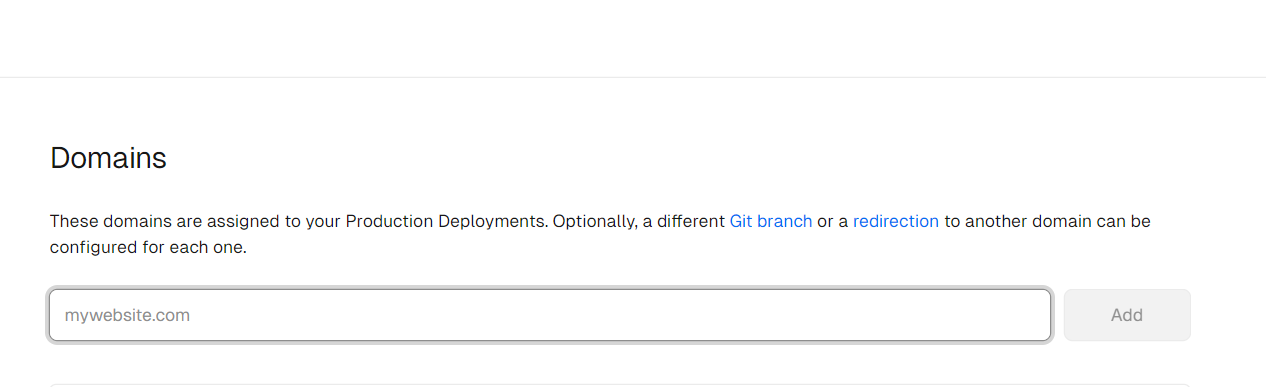 Domains
These domains are assigned to your Production Deployments. Optionally, a different Git branch or a redirection to another domain can be
configured for each one.
mywebsite.com
Add